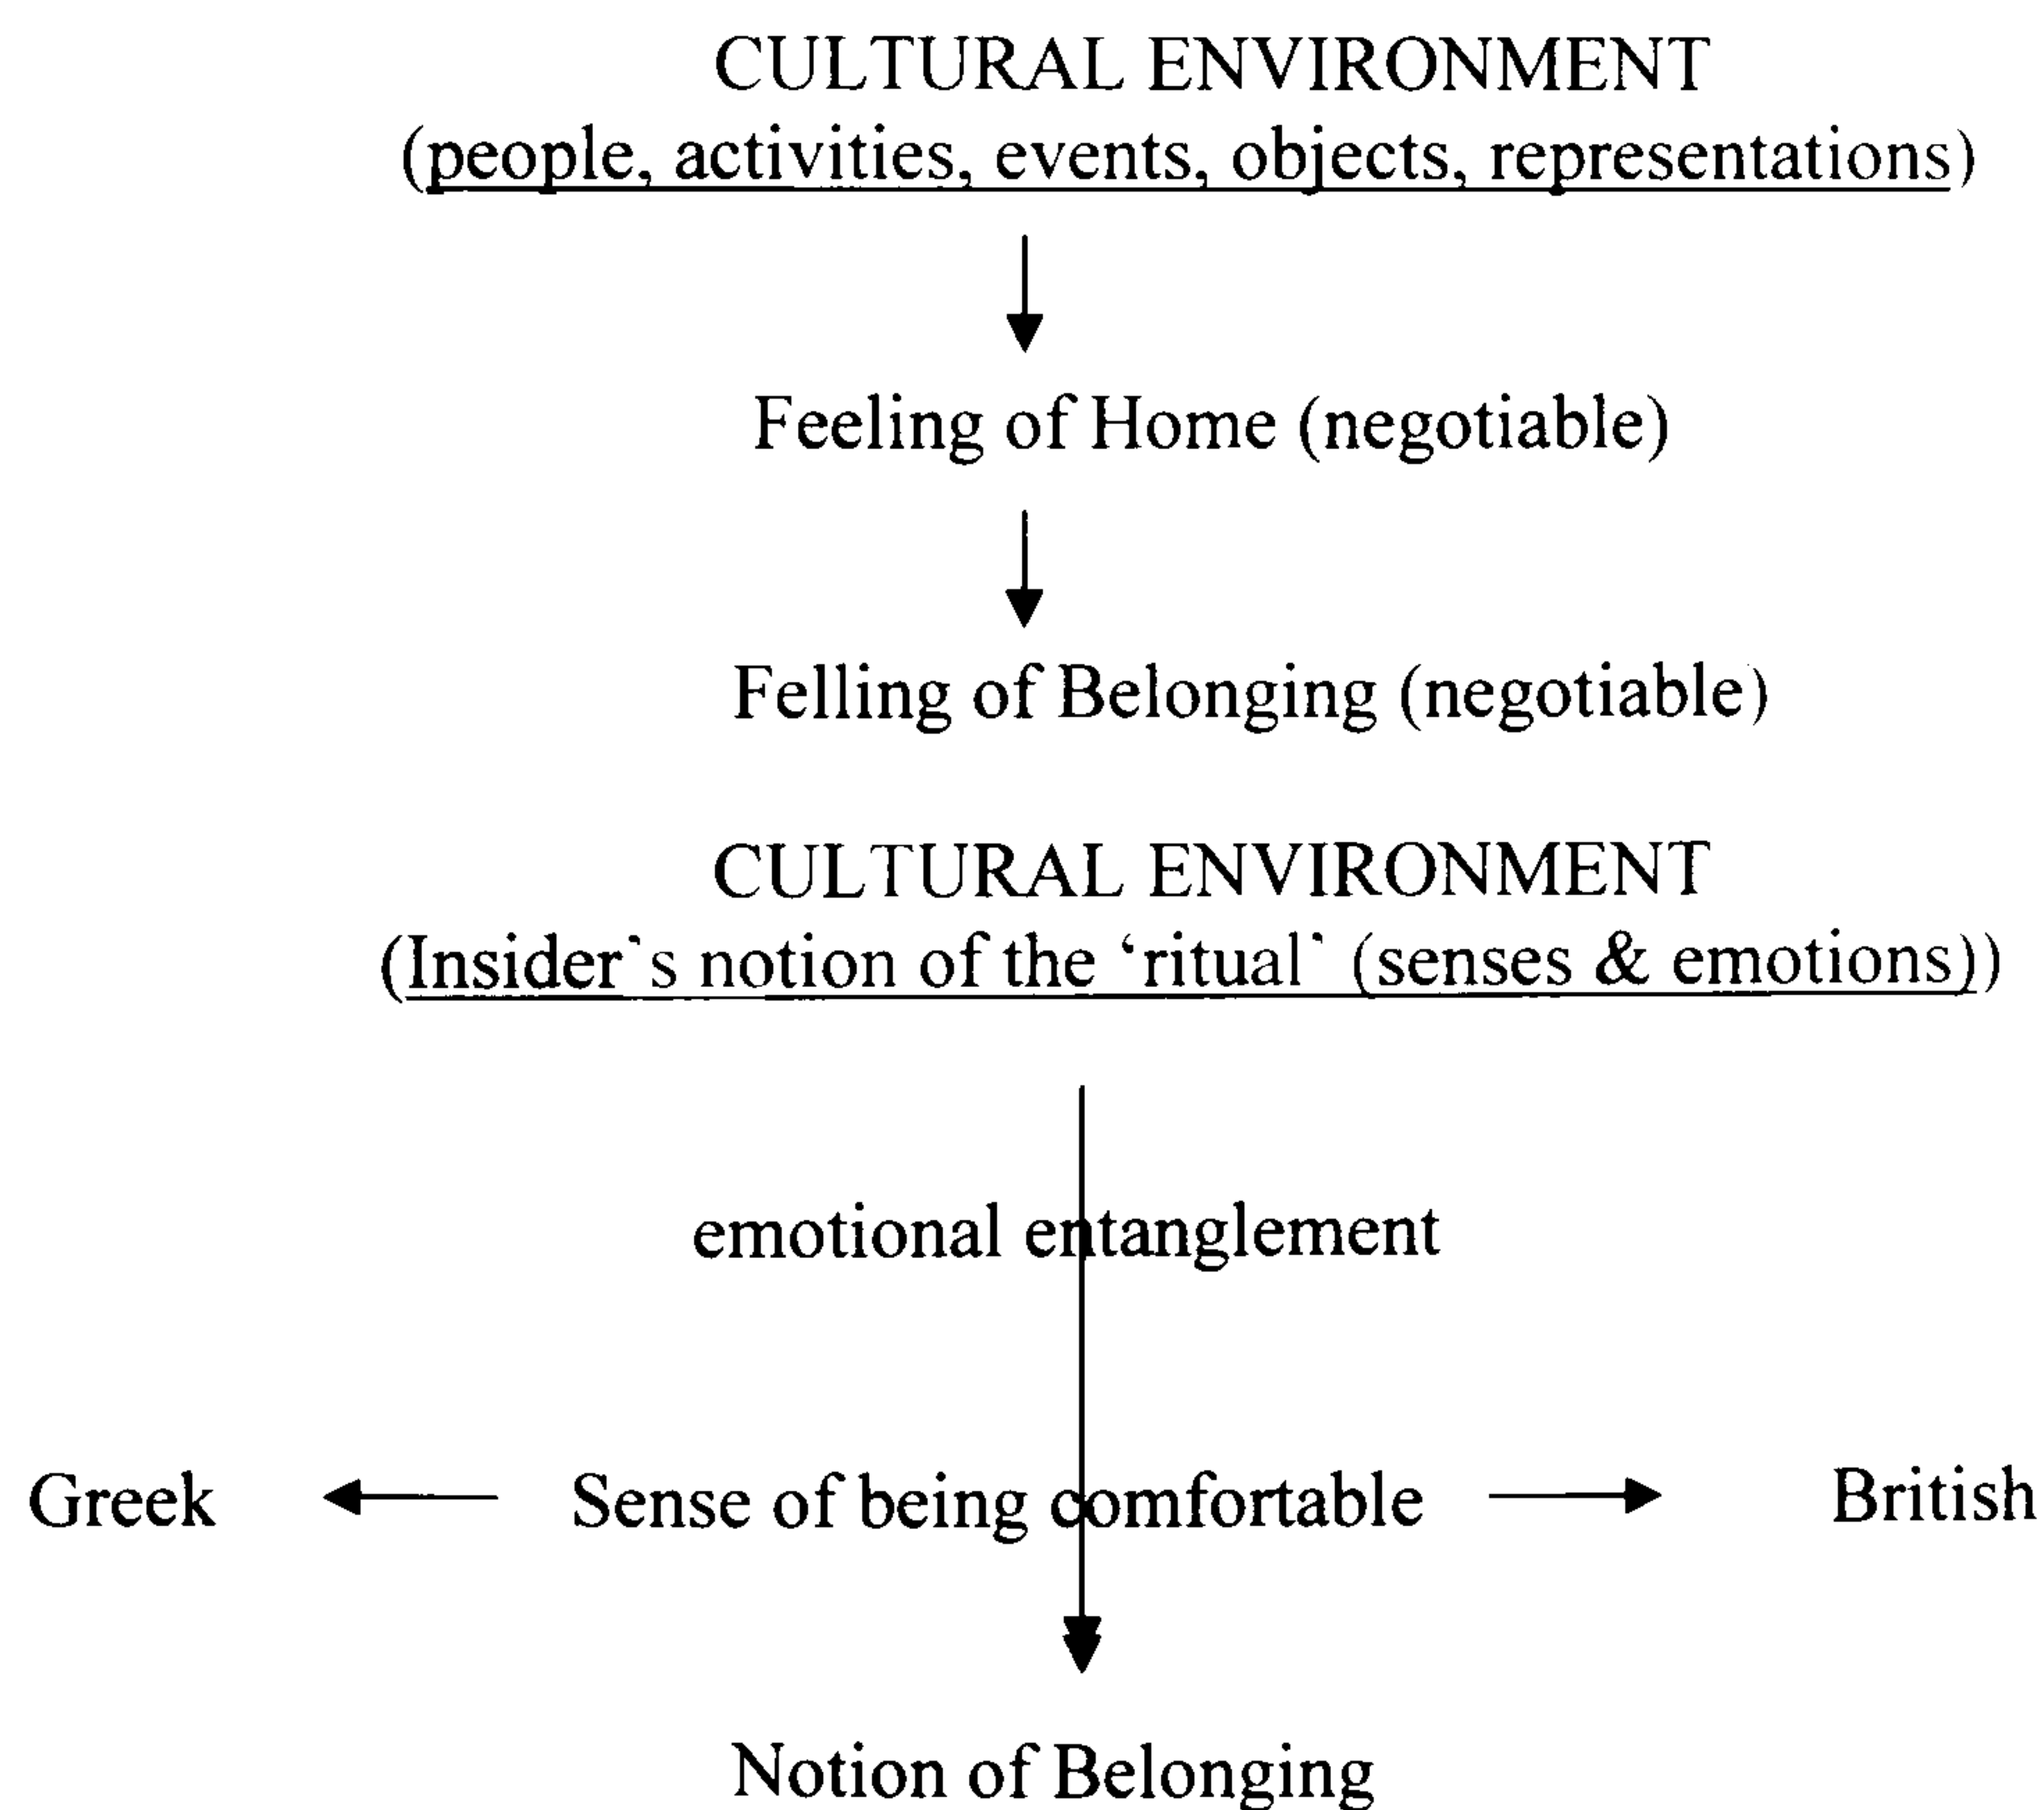 CULTURAL ENVIRONMENT
(people, activities, events, objects, representations)
Feeling of Home (negotiable)
Felling of Belonging (negotiable)
CULTURAL ENVIRONMENT
(Insider's notion of the 'ritual' (senses & emotions))
emotional entanglement
Greek Sense of being comfortable British
Notion of Belonging